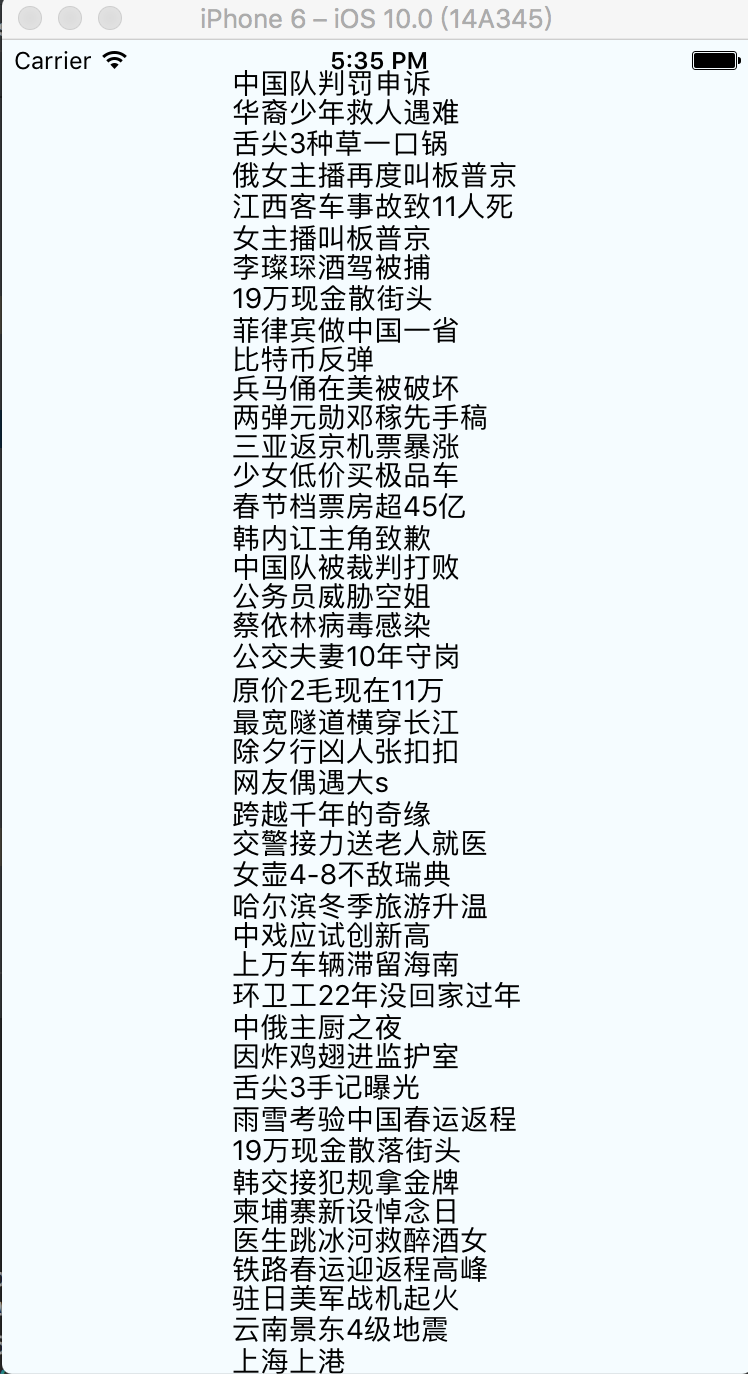 iPhone 6 – iOS 10.0 (14A345)
Carrier 5:35 PM
中国队判罚申诉
华裔少年救人遇难
舌尖3种草一口锅
俄女主播再度叫板普京
江西客车事故致11人死
女主播叫板普京
李璨琛酒驾被捕
19万现金散街头
菲律宾做中国一省
比特币反弹
兵马俑在美被破坏
两弹元勋邓稼先手稿
三亚返京机票暴涨
少女低价买极品车
春节档票房超45亿
韩内讧主角致歉
中国队被裁判打败
公务员威胁空姐
蔡依林病毒感染
公交夫妻10年守岗
原价2毛现在11万
最宽隧道横穿长江
除夕行凶人张扣扣
网友偶遇大s
跨越千年的奇缘
交警接力送老人就医
女壶4-8不敌瑞典
哈尔滨冬季旅游升温
中戏应试创新高
上万车辆滞留海南
环卫工22年没回家过年
中俄主厨之夜
因炸鸡翅进监护室
舌尖3手记曝光
雨雪考验中国春运返程
19万现金散落街头
韩交接犯规拿金牌
柬埔寨新设悼念日
医生跳冰河救醉酒女
铁路春运迎返程高峰
驻日美军战机起火
云南景东4级地震
上海上港